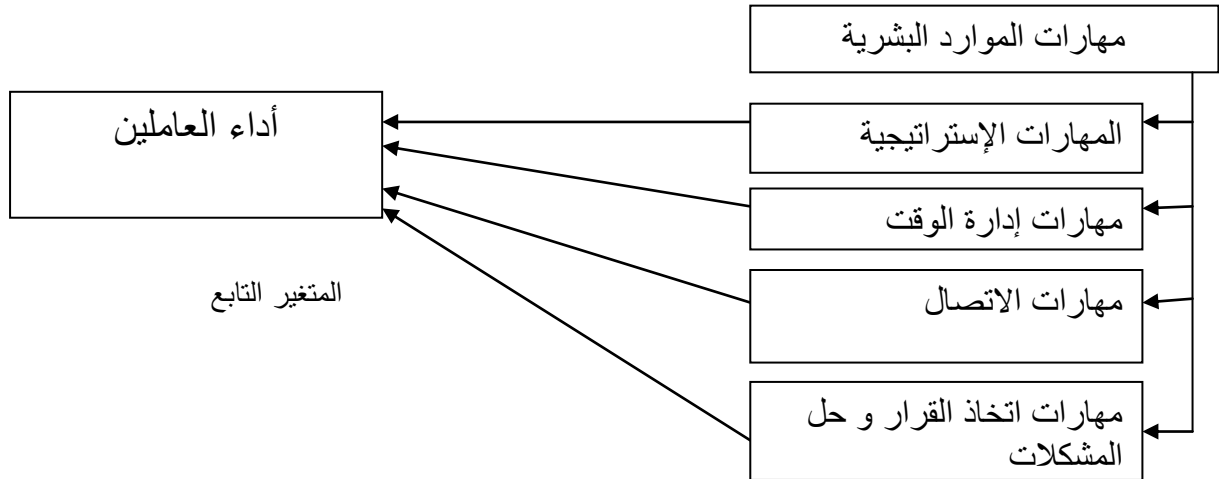 مهارات الموارد البشرية
أداء العاملين
المهارات الإستراتيجية
مهارات إدارة الوقت
المتغير التابع
مهارات الاتصال
مهارات اتخاذ القرار و حل
المشكلات